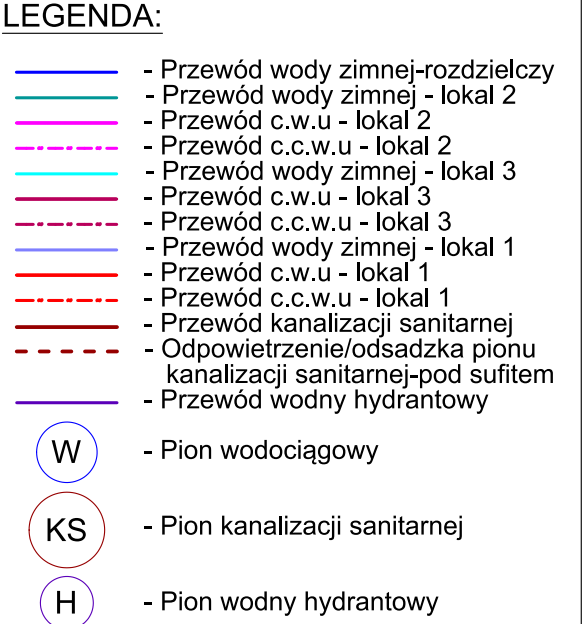 LEGENDA:
- Przewód wody zimnej-rozdzielczy
- Przewód wody zimnej - lokal 2
- Przewód c.w.u - lokal 2
- Przewód c.c.w.u - lokal 2
- Przewód wody zimnej - lokal 3
- Przewód c.w.u - lokal 3
- Przewód c.c.w.u - lokal 3
- Przewód wody zimnej - lokal 1
- Przewód c.w.u - lokal 1
- Przewód c.c.w.u - lokal 1
- Przewód kanalizacji sanitarnej
- Odpowietrzenie/odsadzka pionu
kanalizacji sanitarnej-pod sufitem
- Przewód wodny hydrantowy
W - Pion wodociągowy
KS - Pion kanalizacji sanitarnej
H - Pion wodny hydrantowy